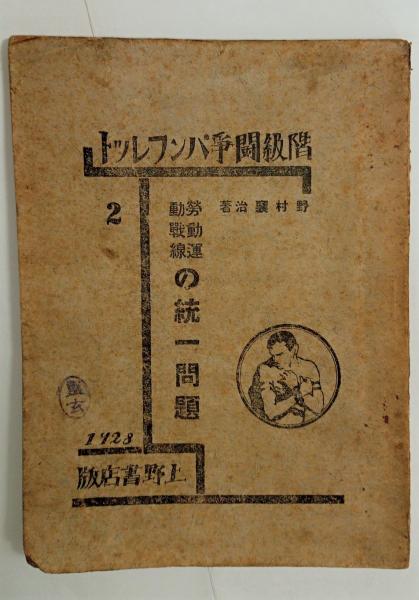 階級闘爭パンフレット
野村襄治著
2
勞動運動戰線
の統一問題
1928
上野書店版